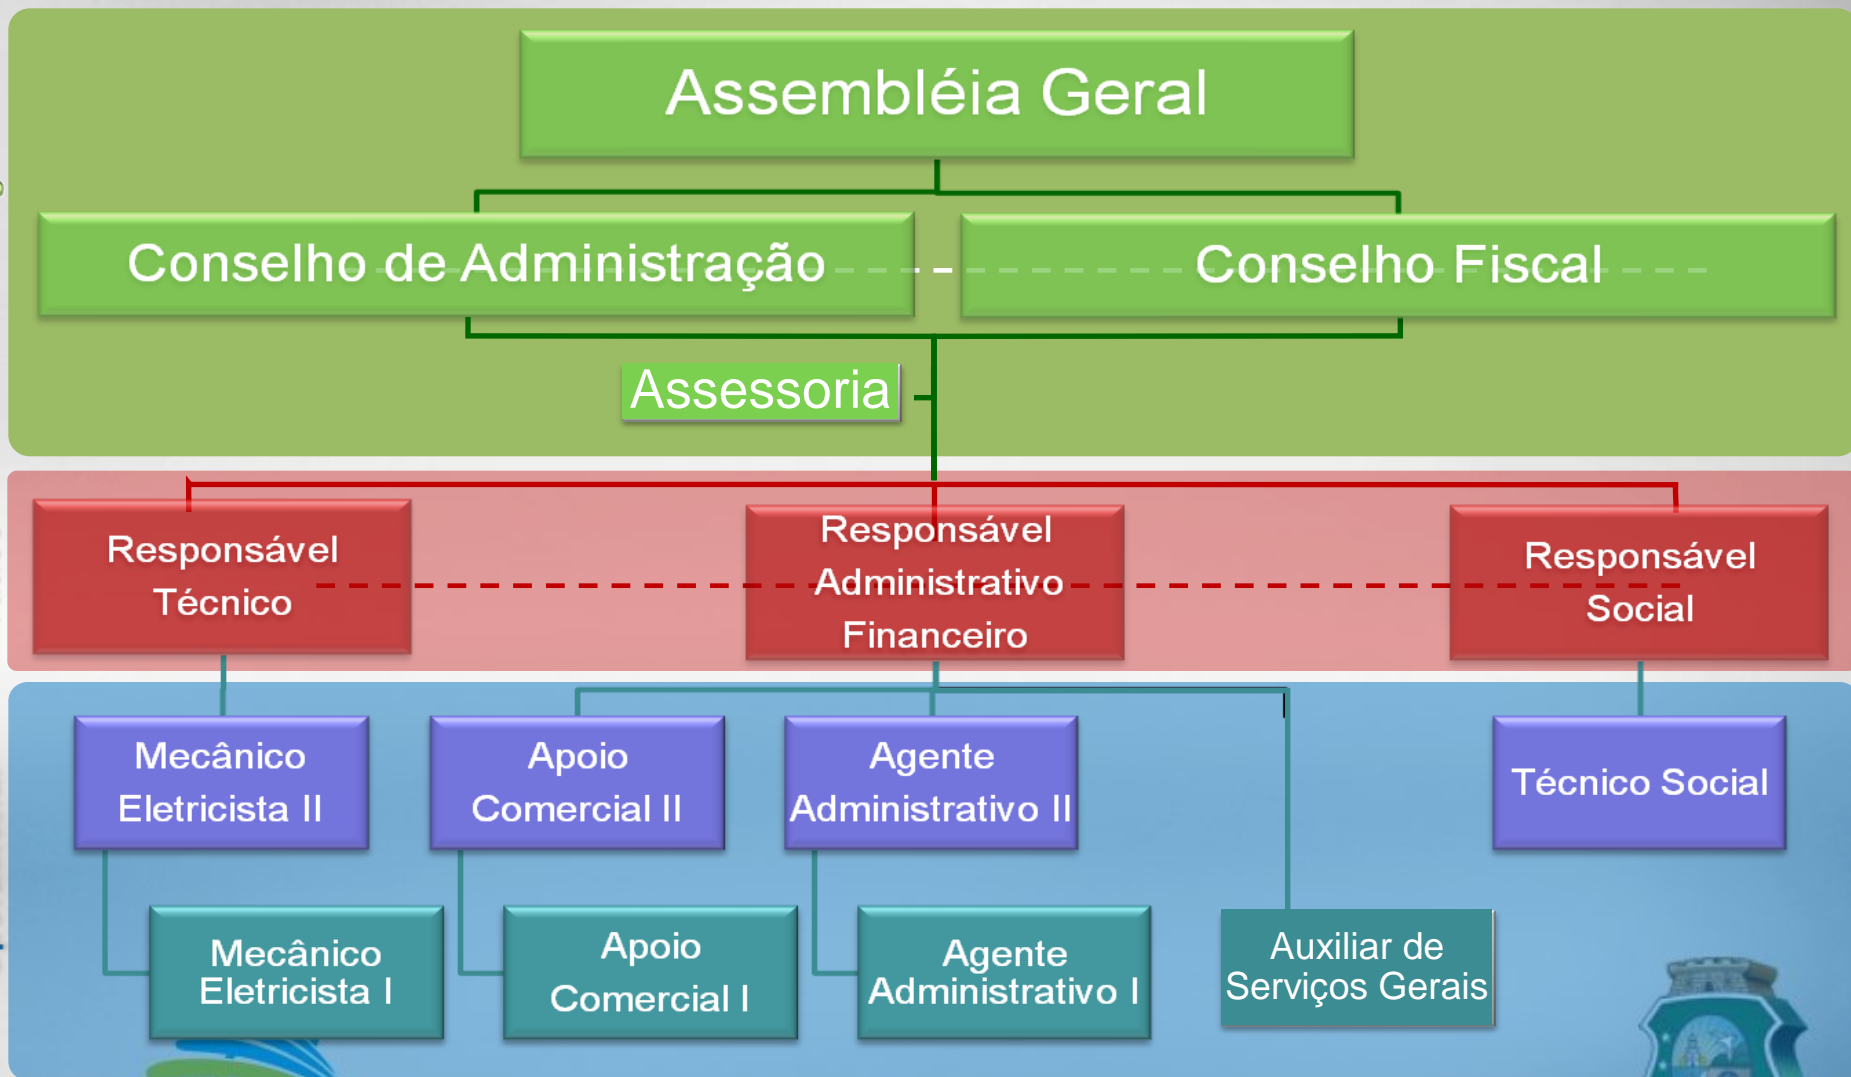 Assembléia Geral
Conselho de Administração
Conselho Fiscal
Assessoria
Responsável
Técnico
Responsável
Administrativo
Financeiro
Responsável
Social
Mecânico
Eletricista II
Apoio
Comercial II
Agente
Administrativo II
Técnico Social
Mecânico
Eletricista I
Apoio
Comercial I
Agente
Administrativo I
Auxiliar de
Serviços Gerais